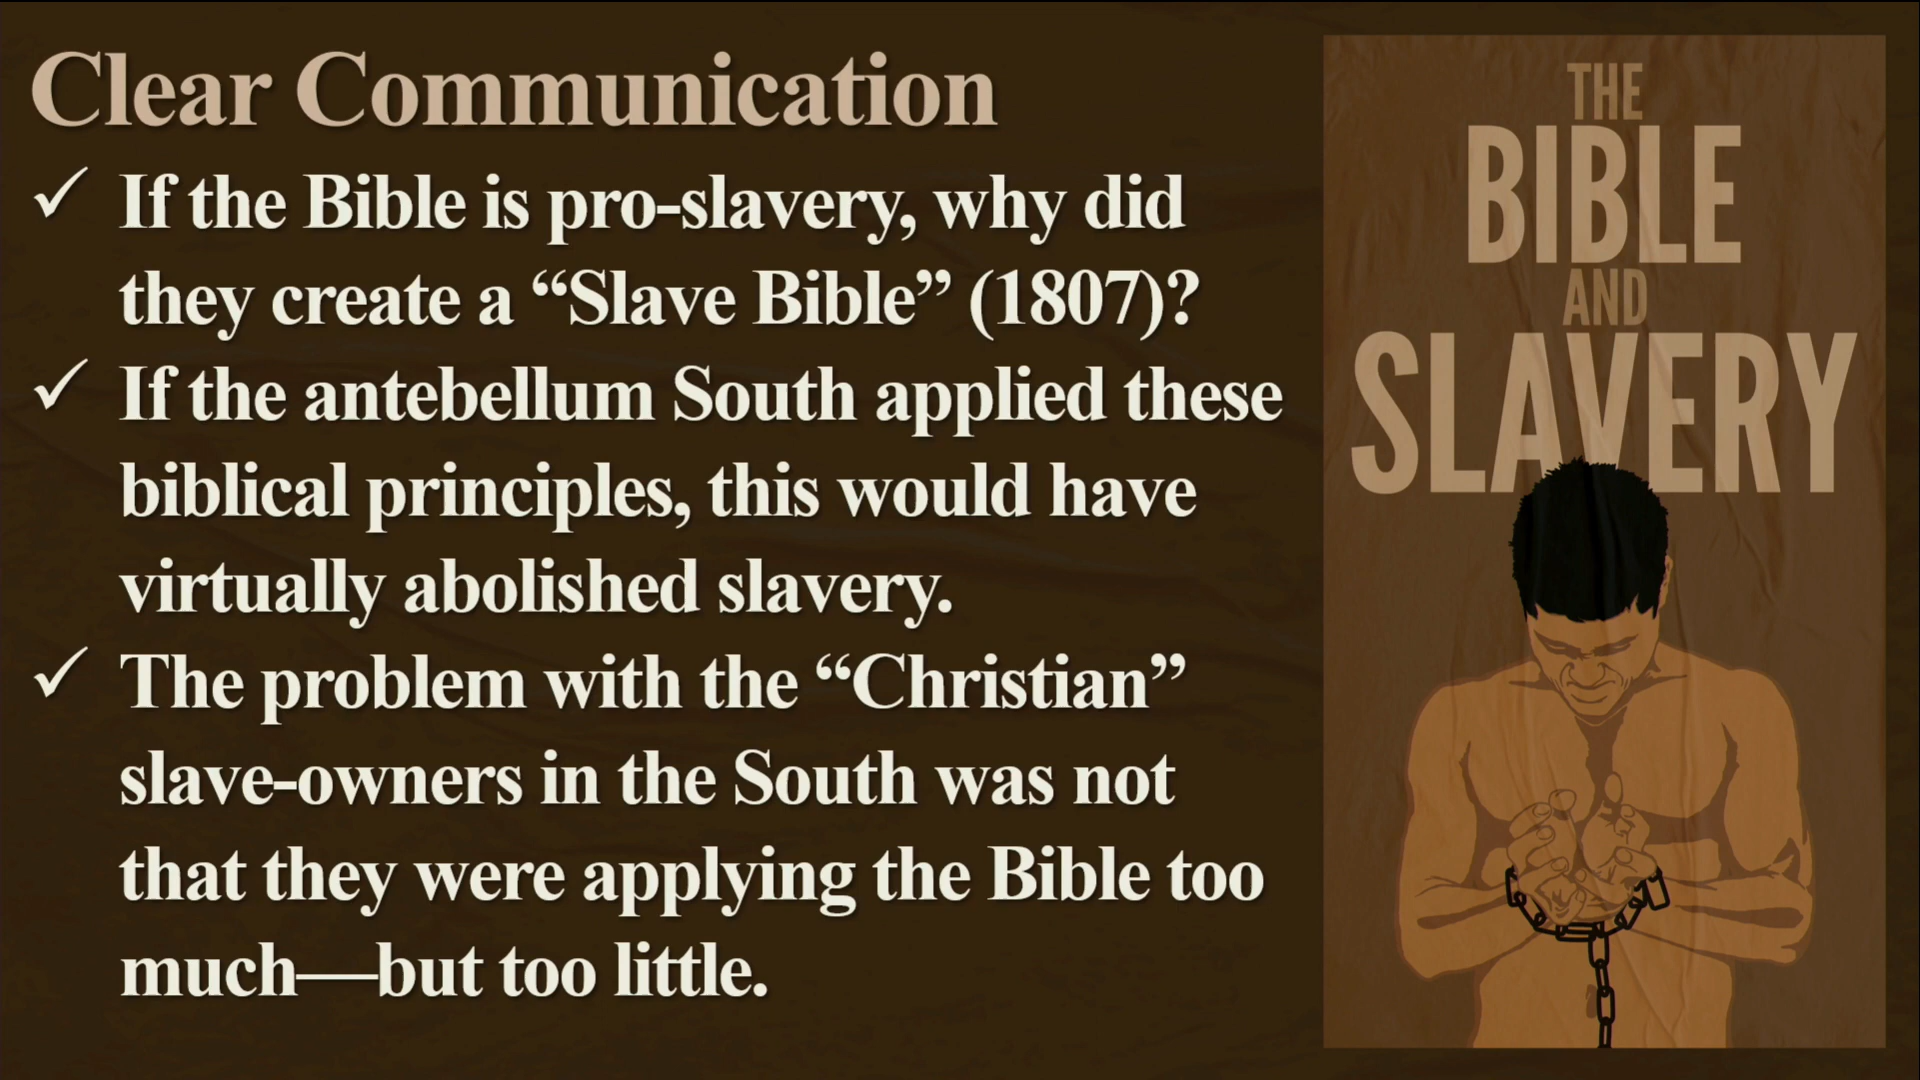 Clear Communication
✓ If the Bible is pro-slavery, why did
they create a “Slave Bible” (1807)?
✓ If the antebellum South applied these
biblical principles, this would have
virtually abolished slavery.
✓ The problem with the “Christian”
slave-owners in the South was not
that they were applying the Bible too
much—but too little.
THE
BIBLE
AND
SLAVERY